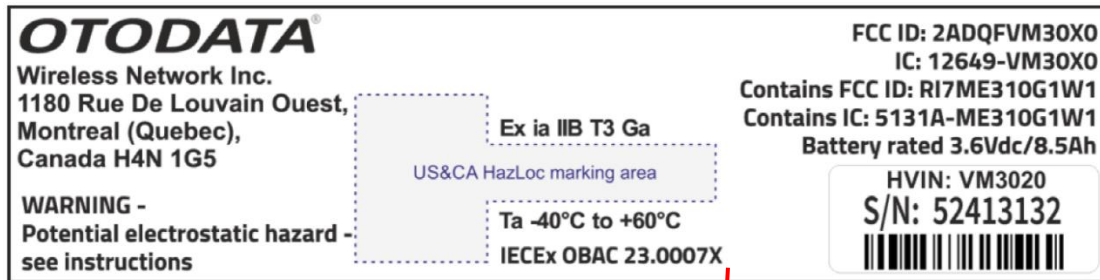 OTODATA®
Wireless Network Inc.
1180 Rue De Louvain Ouest,
Montreal (Quebec),
Canada H4N 1G5
WARNING -
Potential electrostatic hazard -
see instructions
Ex ia IIB T3 Ga
US&CA HazLoc marking area
Ta -40°C to +60°C
IECEx OBAC 23.0007X
FCC ID: 2ADQFVM30X0
IC: 12649-VM30X0
Contains FCC ID: RI7ME310G1W1
Contains IC: 5131A-ME310G1W1
Battery rated 3.6Vdc/8.5Ah
HVIN: VM3020
S/N: 52413132